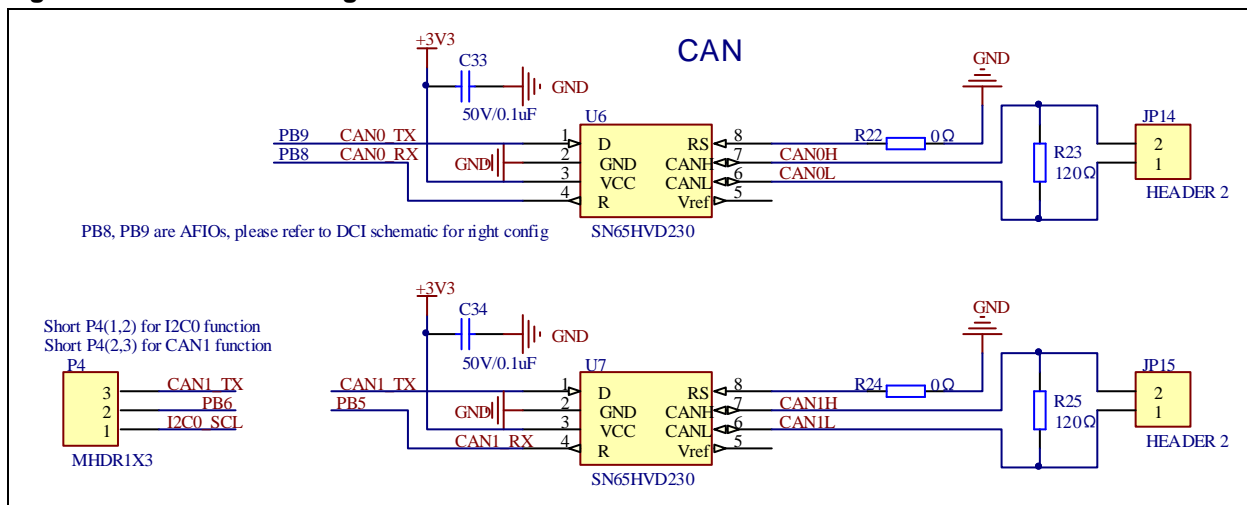 CAN
+3V3
C33
GND
50V/0.1uF
GND
U6
PB9 CAN0_TX
PB8 CAN0_RX
GND
1 D RS 8
2 GND CANH 7
3 VCC CANL 6
4 R Vref 5
SN65HVD230
R22 0Ω
CAN0H
CAN0L
R23
120Ω
JP14
2
1
HEADER 2
PB8, PB9 are AFIOs, please refer to DCI schematic for right config
Short P4(1,2) for I2C0 function
Short P4(2,3) for CAN1 function
P4
3 CAN1_TX
2 PB6
1 I2C0_SCL
MHDR1X3
+3V3
C34
GND
50V/0.1uF
GND
U7
CAN1_TX
PB5
CAN1_RX
GND
1 D RS 8
2 GND CANH 7
3 VCC CANL 6
4 R Vref 5
SN65HVD230
R24 0Ω
CAN1H
CAN1L
R25
120Ω
JP15
2
1
HEADER 2